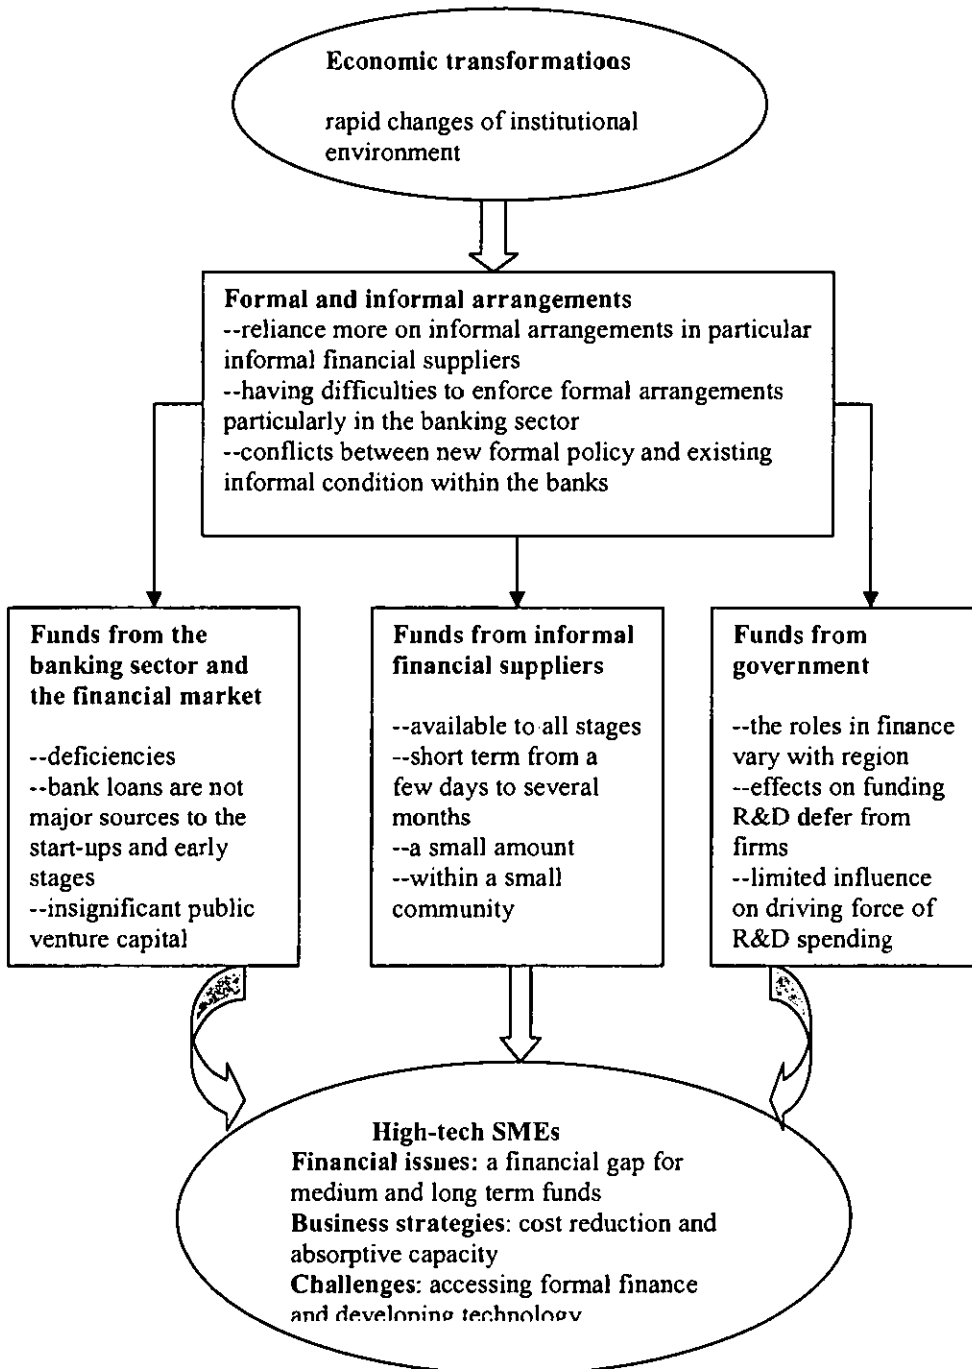 Economic transformations
rapid changes of institutional
environment
Formal and informal arrangements
--reliance more on informal arrangements in particular
informal financial suppliers
--having difficulties to enforce formal arrangements
particularly in the banking sector
--conflicts between new formal policy and existing
informal condition within the banks
Funds from the
banking sector and
the financial market
--deficiencies
--bank loans are not
major sources to the
start-ups and early
stages
--insignificant public
venture capital
Funds from informal
financial suppliers
--available to all stages
--short term from a
few days to several
months
--a small amount
--within a small
community
Funds from
government
--the roles in finance
vary with region
--effects on funding
R&D defer from
firms
--limited influence
on driving force of
R&D spending
High-tech SMEs
Financial issues: a financial gap for
medium and long term funds
Business strategies: cost reduction and
absorptive capacity
Challenges: accessing formal finance
and developing technology